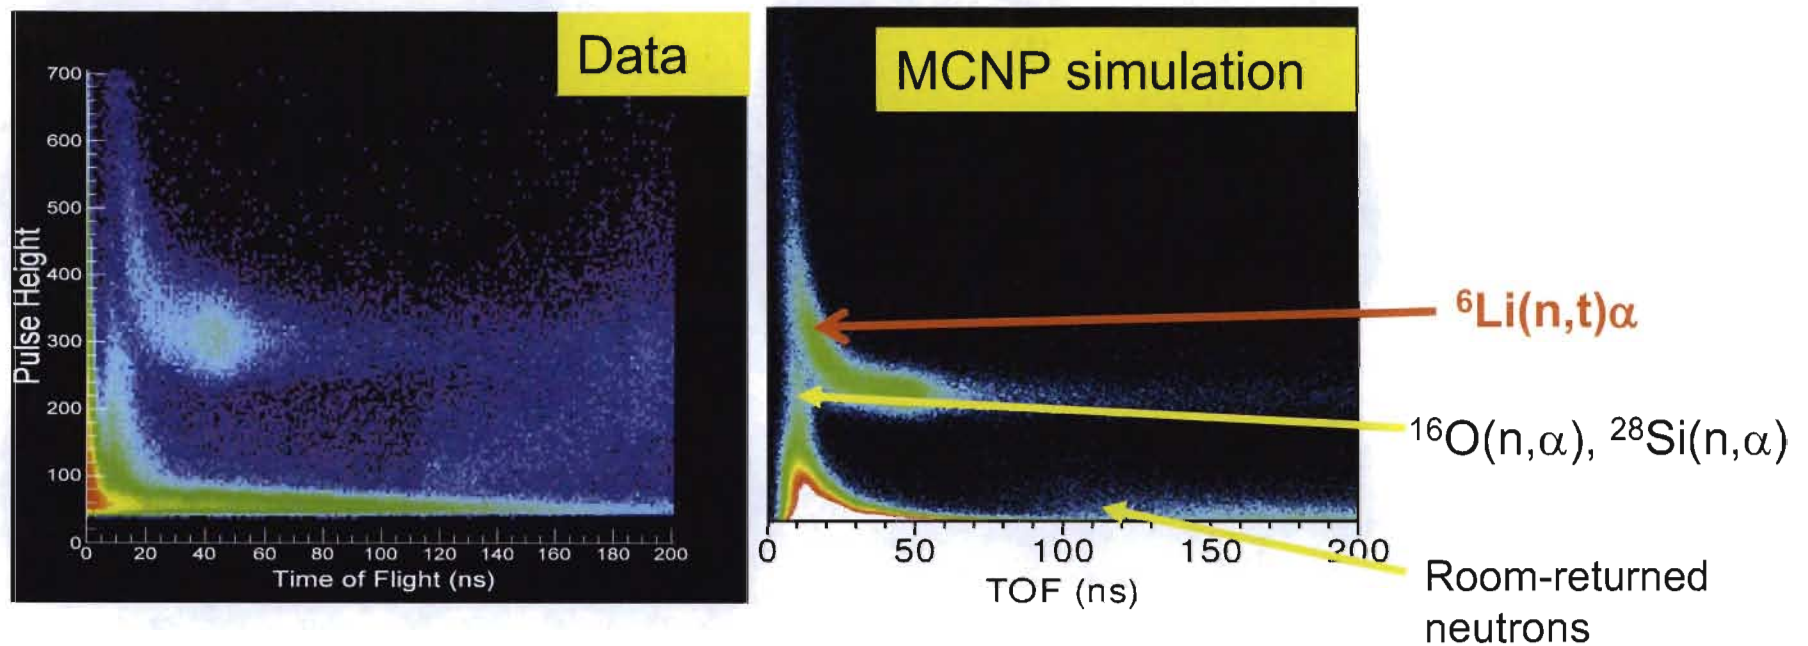 Data
700
600
500
400
300
200
100
0
Pulse Height
0 20 40 60 80 100 120 140 160 180 200
Time of Flight (ns)
MCNP simulation
0 50 100 150 200
TOF (ns)
⁶Li(n,t)α
¹⁶O(n,α), ²⁸Si(n,α)
Room-returned
neutrons